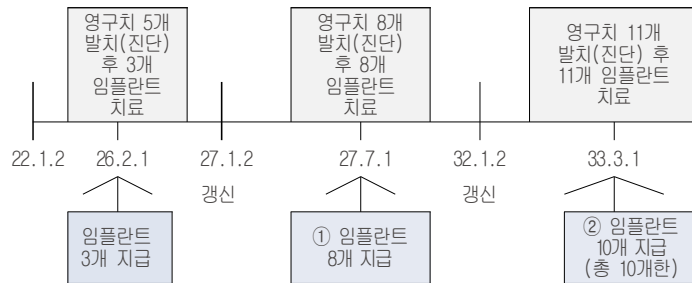 영구치 5개
발치(진단)
후 3개
임플란트
치료
영구치 8개
발치(진단)
후 8개
임플란트
치료
영구치 11개
발치(진단) 후
11개 임플란트
치료
22.1.2
26.2.1
27.1.2
27.7.1
32.1.2
33.3.1
갱신
갱신
임플란트
3개 지급
① 임플란트
8개 지급
② 임플란트
10개 지급
(총 10개한)